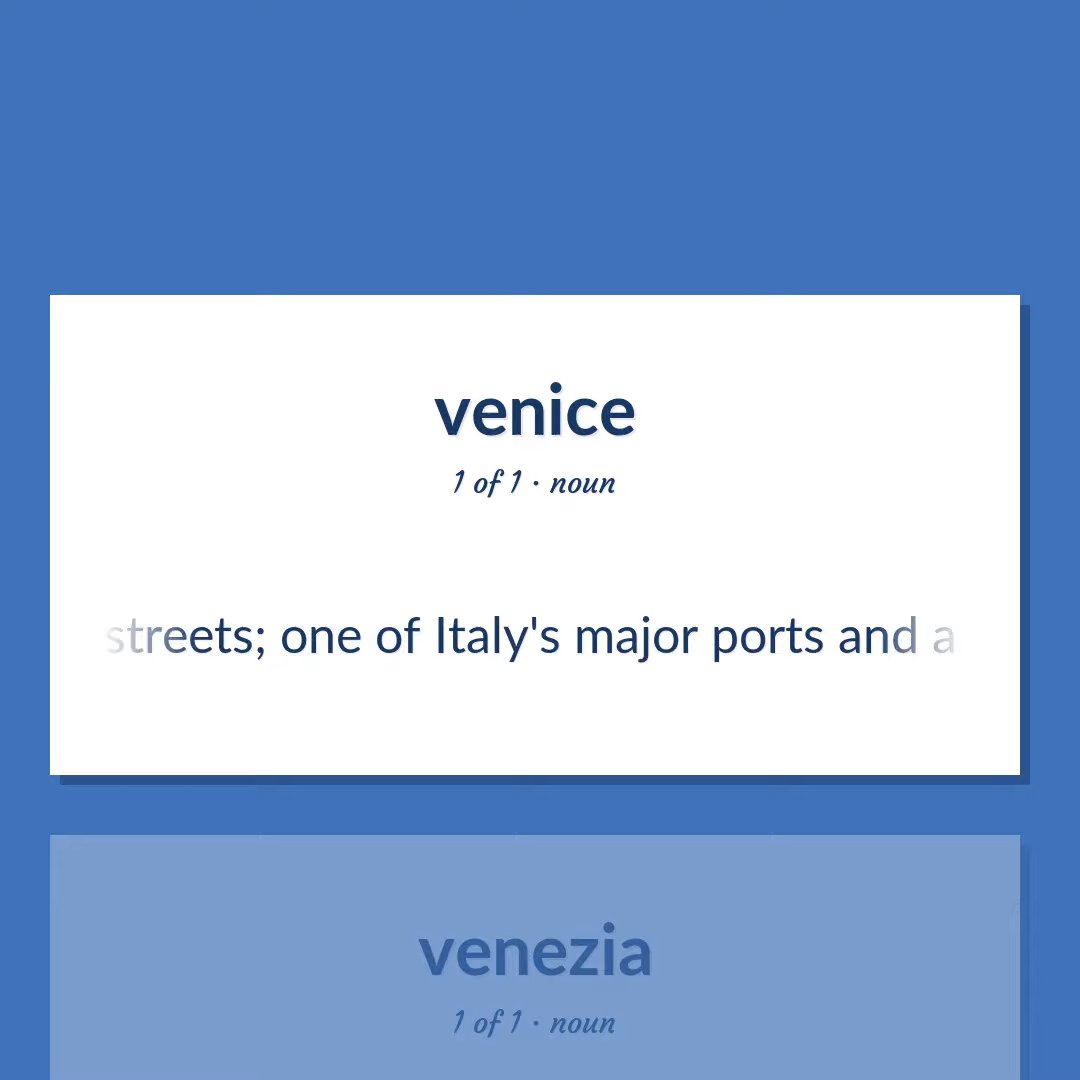 venice
1 of 1 · noun
streets; one of Italy's major ports and a
venezia
1 of 1 · noun